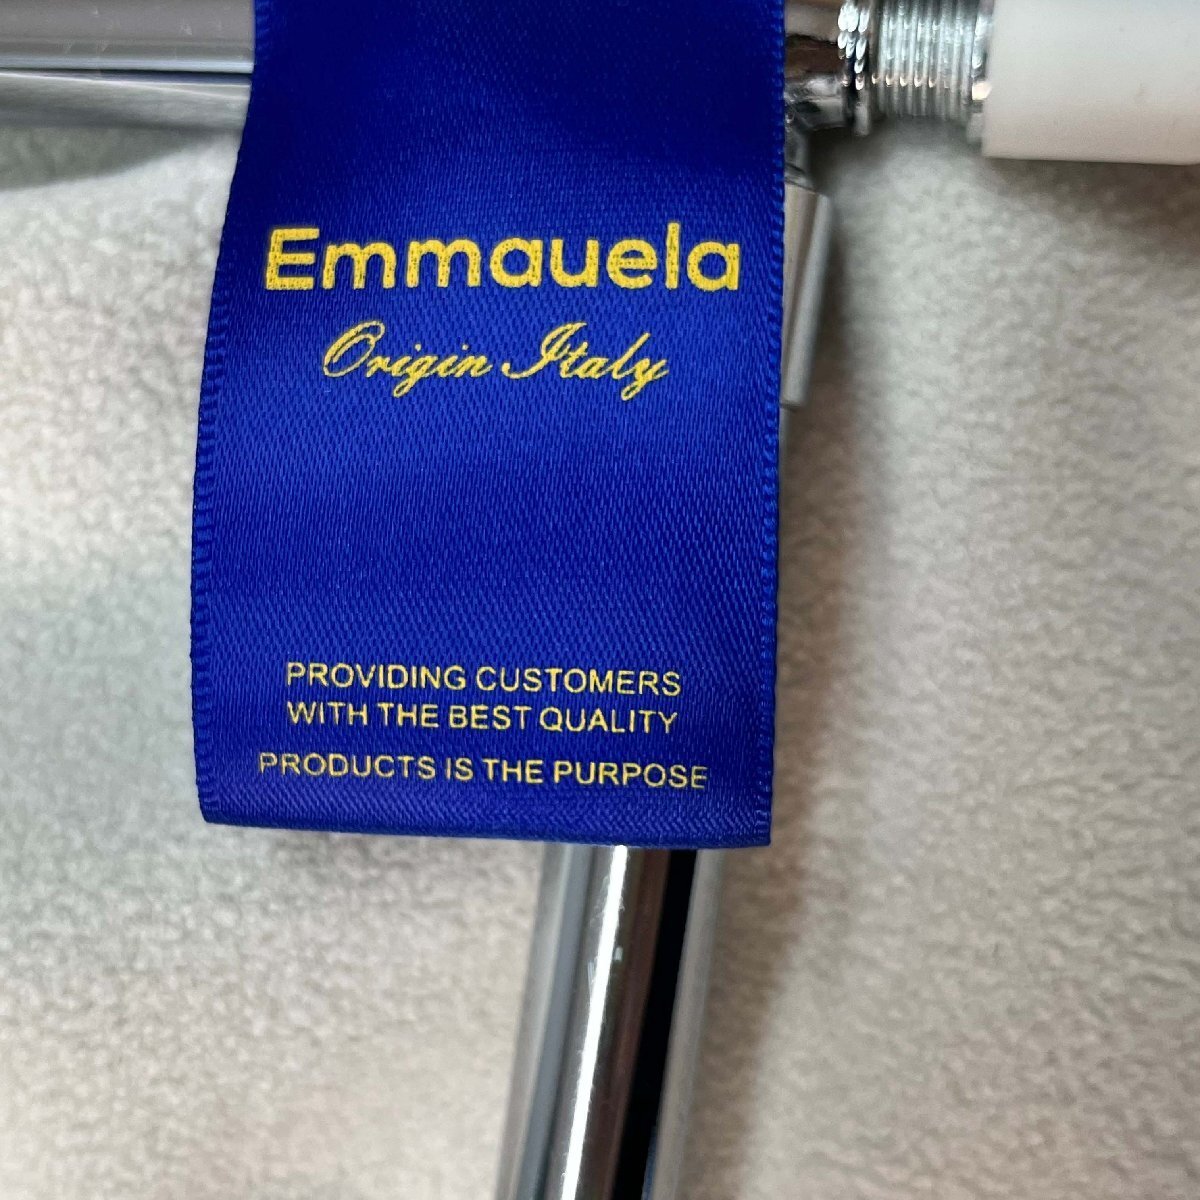 Emmauela
Origin Italy
PROVIDING CUSTOMERS
WITH THE BEST QUALITY
PRODUCTS IS THE PURPOSE